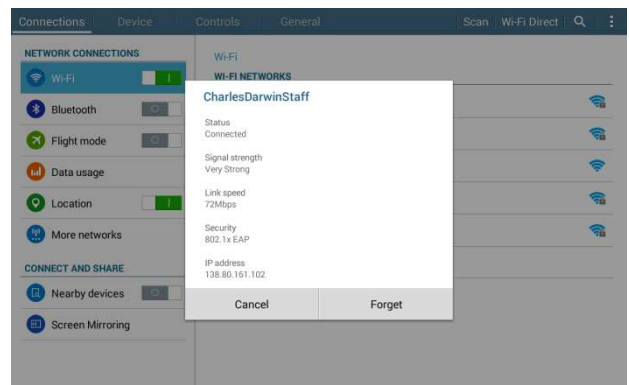 Connections Device Controls General Scan Wi-Fi Direct
NETWORK CONNECTIONS
Wi-Fi
Bluetooth
Flight mode
Data usage
Location
More networks
CONNECT AND SHARE
Nearby devices
Screen Mirroring
Wi-Fi
WI-FI NETWORKS
CharlesDarwinStaff
Status
Connected
Signal strength
Very Strong
Link speed
72Mbps
Security
802.1x EAP
IP address
138.80.161.102
Cancel Forget